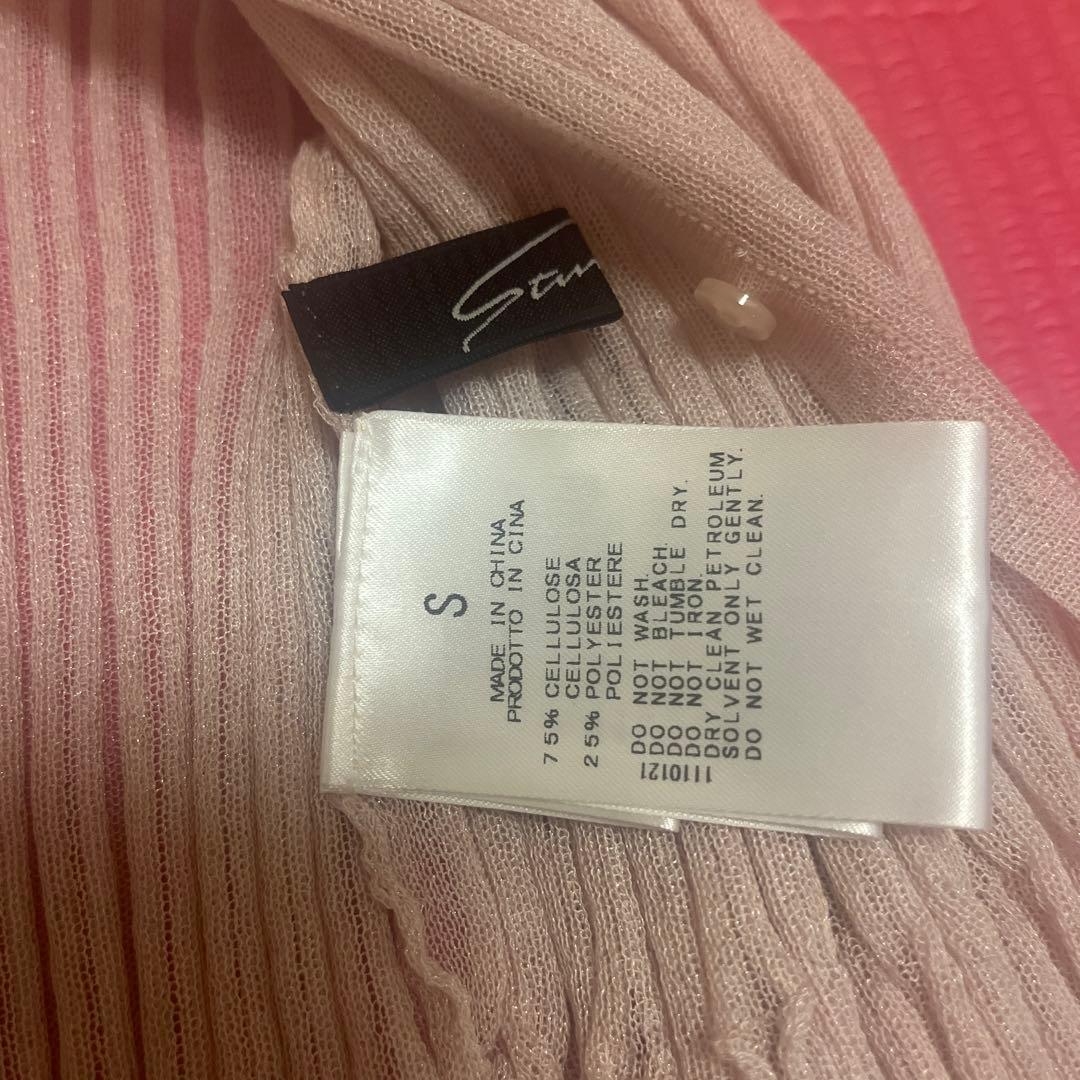 S
MADE IN CHINA
PRODOTTO IN CINA
75% CELLULOSE
CELLULOSA
25% POLYESTER
POLIESTERE
DO NOT WASH.
DO NOT BLEACH.
DO NOT TUMBLE DRY.
DO NOT IRON.
DRY CLEAN PETROLEUM
SOLVENT ONLY GENTLY.
DO NOT WET CLEAN.
1110121